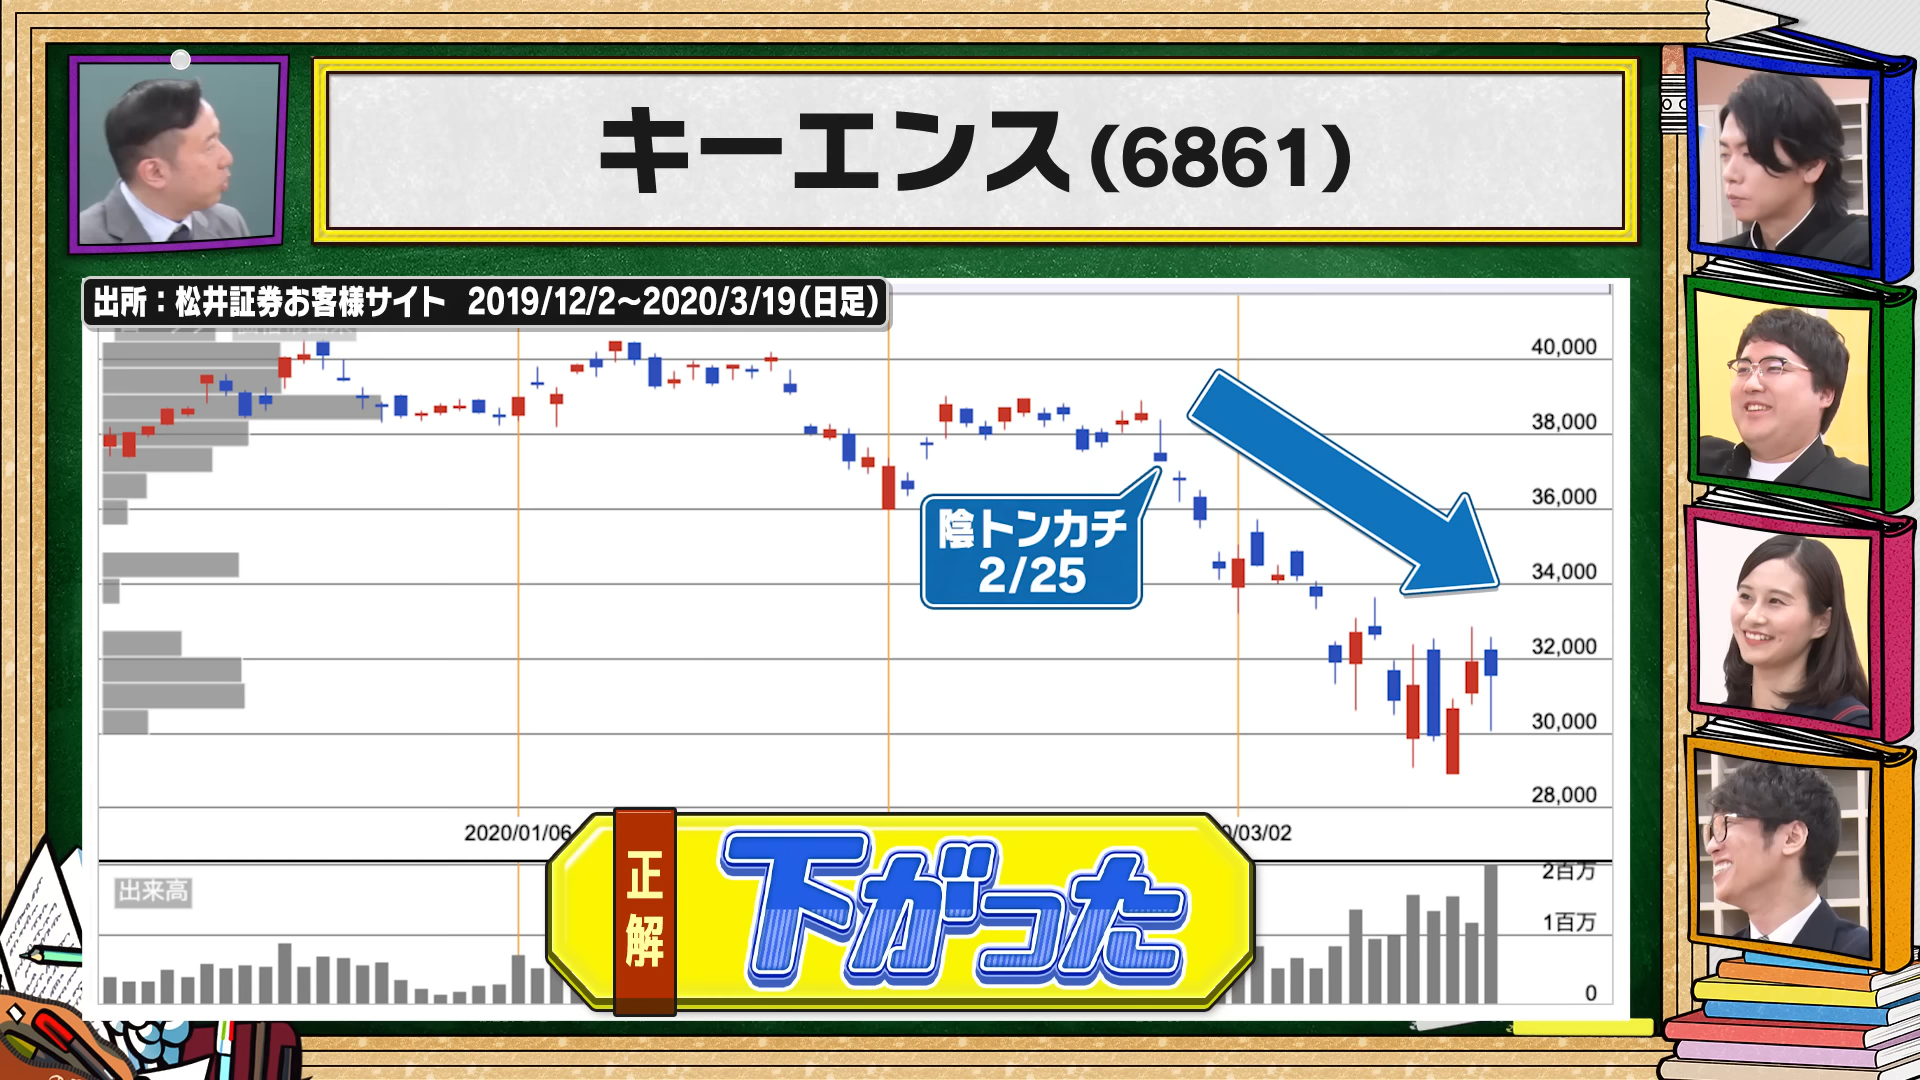 キーエンス(6861)
出所：松井証券お客様サイト 2019/12/2〜2020/3/19(日足)
40,000
38,000
36,000
陰トンカチ
2/25
34,000
32,000
30,000
28,000
2020/01/06
0/03/02
出来高
2百万
1百万
0
正解
下がった